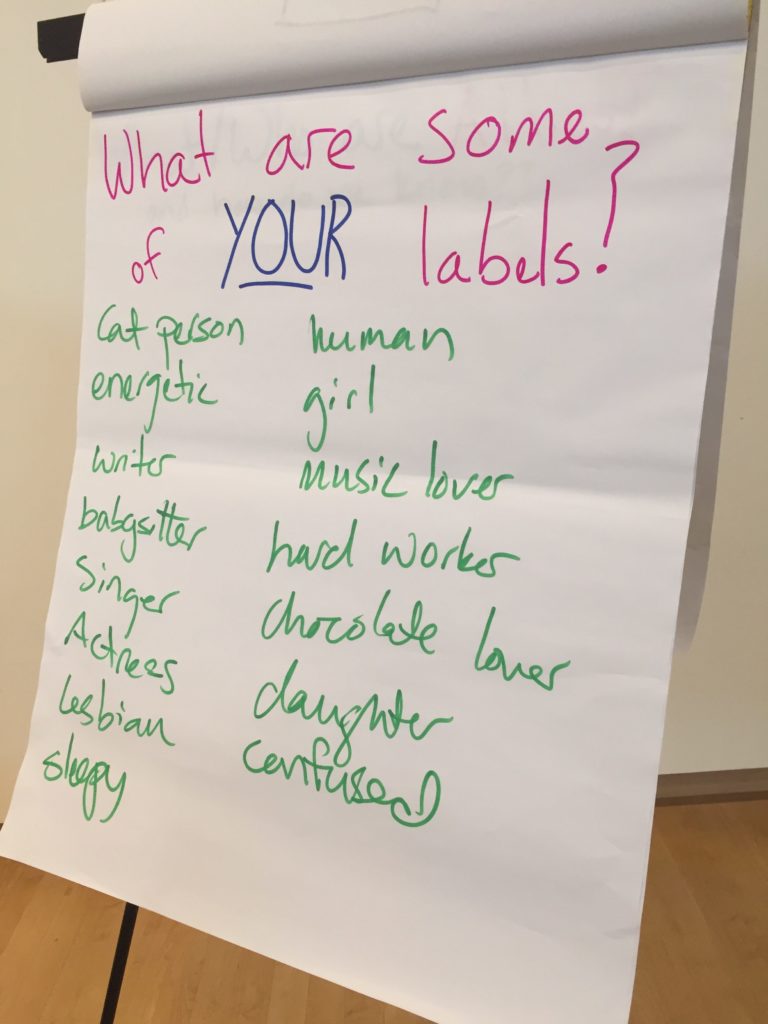 What are some
of YOUR labels?
Cat person
energetic
writer
babysitter
Singer
Actress
lesbian
sleepy
human
girl
music lover
hard worker
chocolate lover
daughter
confused